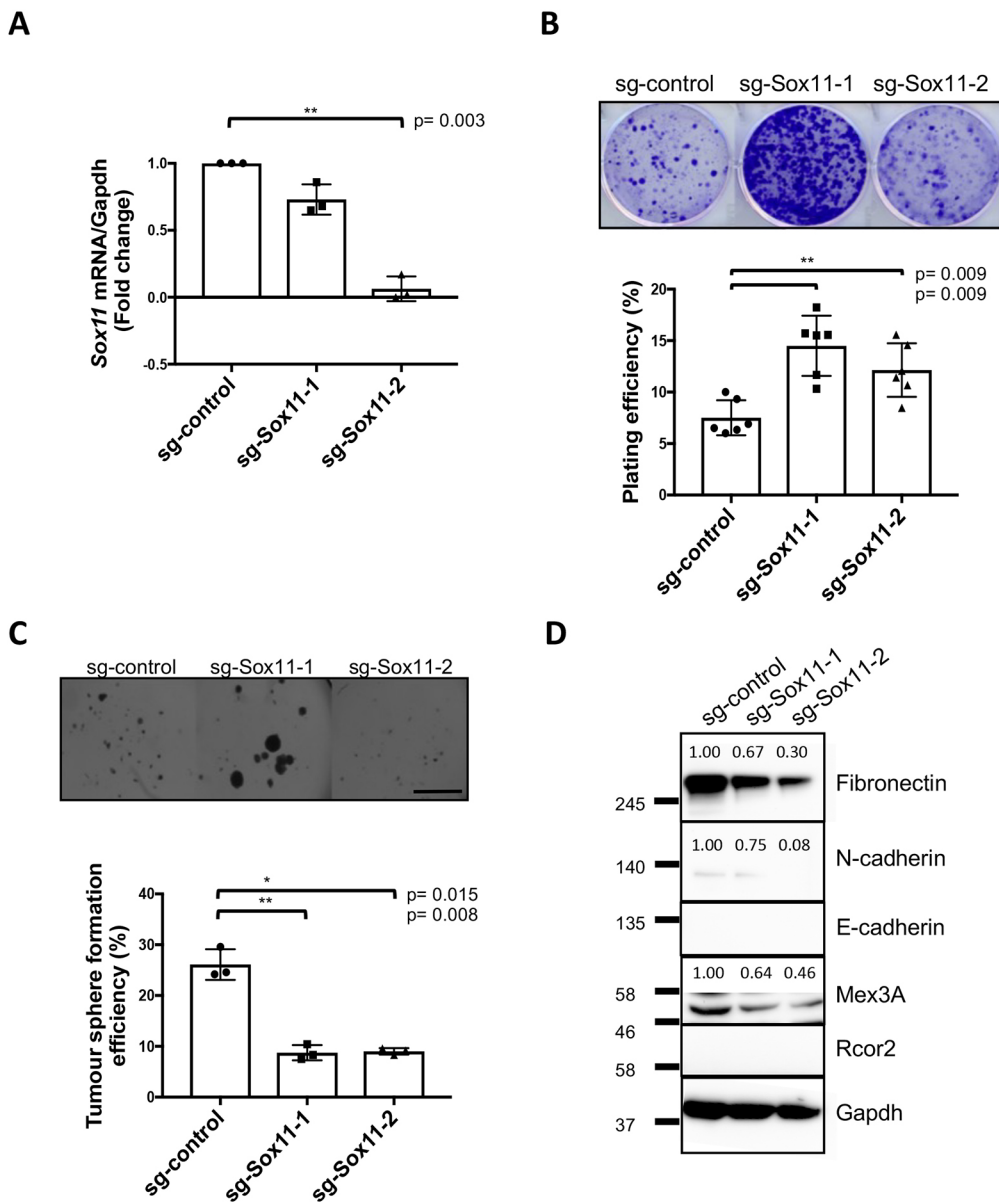 A
**
p= 0.003
1.0
0.5
0.0
-0.5
Sox11 mRNA/Gapdh
(Fold change)
sg-control
sg-Sox11-1
sg-Sox11-2
B
sg-control sg-Sox11-1 sg-Sox11-2
**
p= 0.009
p= 0.009
20
15
10
5
0
Plating efficiency (%)
sg-control
sg-Sox11-1
sg-Sox11-2
C
sg-control sg-Sox11-1 sg-Sox11-2
*
**
p= 0.015
p= 0.008
40
30
20
10
0
Tumour sphere formation
efficiency (%)
sg-control
sg-Sox11-1
sg-Sox11-2
D
sg-control
sg-Sox11-1
sg-Sox11-2
1.00 0.67 0.30
Fibronectin
245
1.00 0.75 0.08
N-cadherin
140
135
E-cadherin
1.00 0.64 0.46
58
Mex3A
46
Rcor2
58
Gapdh
37